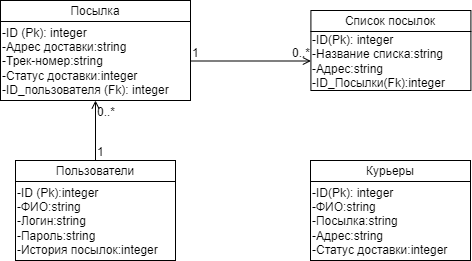 Посылка
-ID (Pk): integer
-Адрес доставки:string
-Трек-номер:string
-Статус доставки:integer
-ID_пользователя (Fk): integer
1
0..*
Список посылок
-ID(Pk): integer
-Название списка:string
-Адрес:string
-ID_Посылки(Fk):integer
0..*
1
Пользователи
-ID (Pk):integer
-ФИО:string
-Логин:string
-Пароль:string
-История посылок:integer
Курьеры
-ID(Pk):integer
-ФИО:string
-Посылка:string
-Адрес:string
-Статус доставки:integer